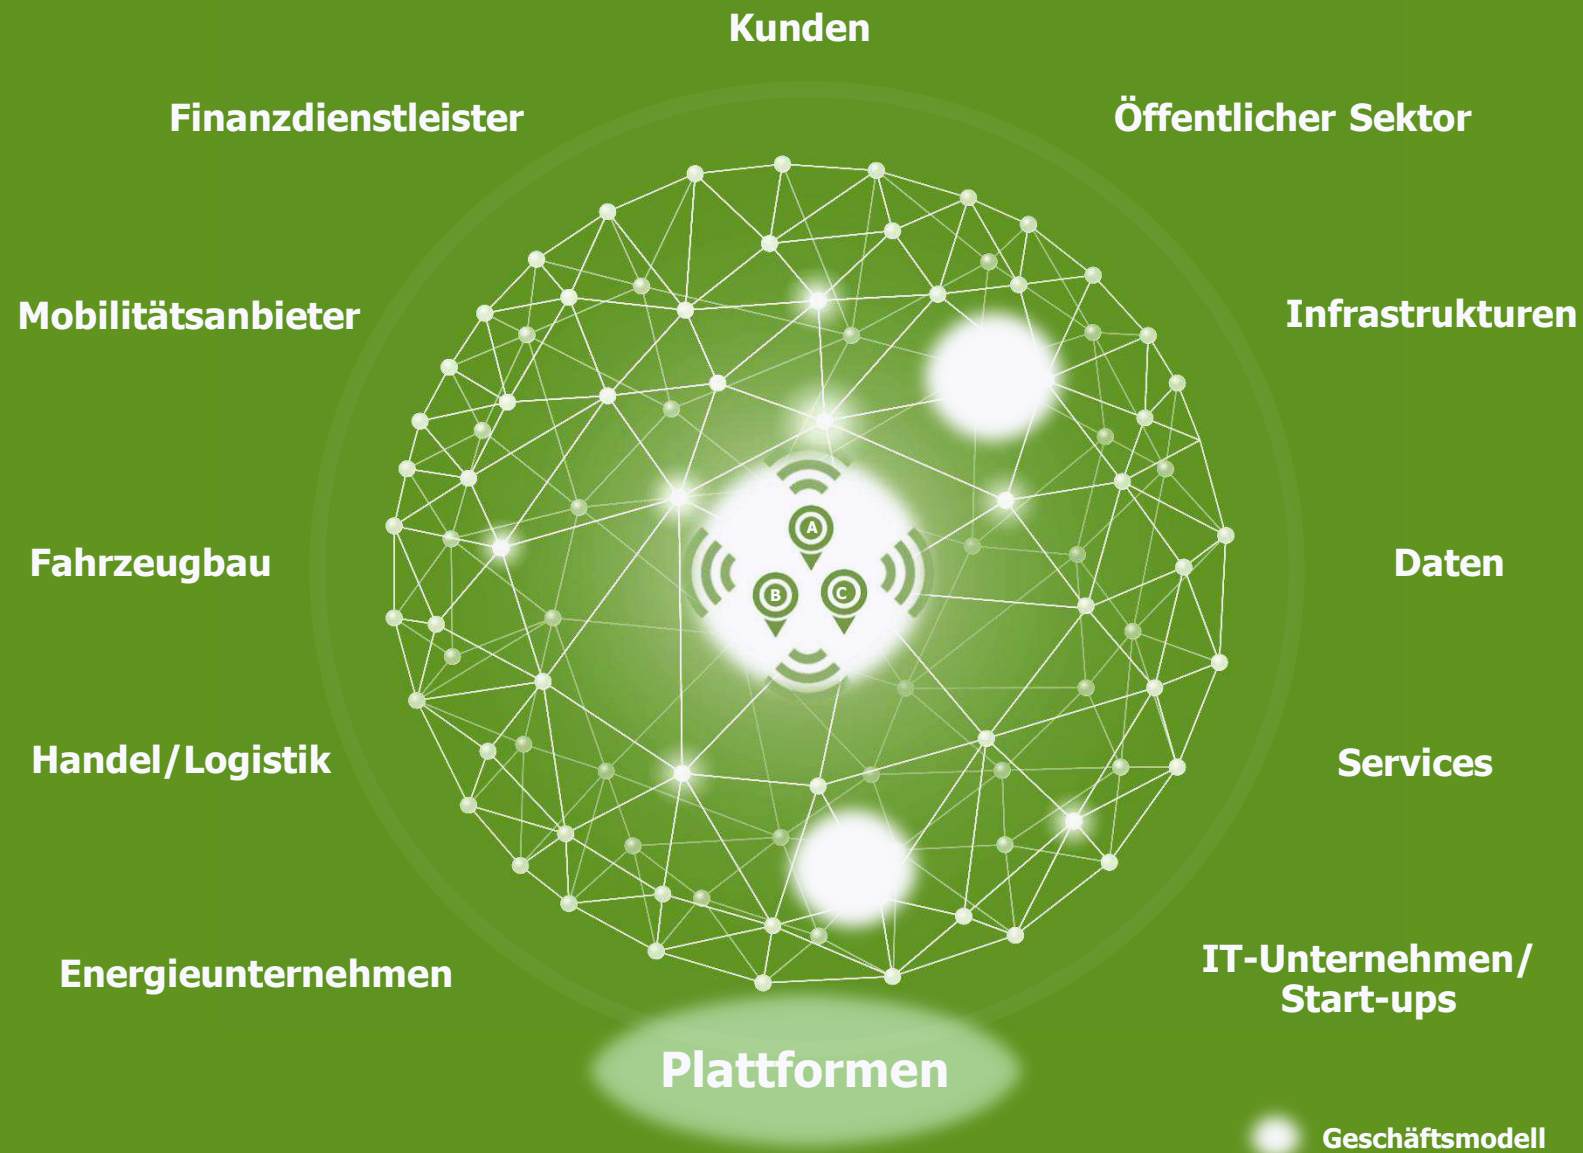 Kunden
Finanzdienstleister
Öffentlicher Sektor
Mobilitätsanbieter
Infrastrukturen
A
B
C
Fahrzeugbau
Daten
Handel/Logistik
Services
Energieunternehmen
IT-Unternehmen/
Start-ups
Plattformen
Geschäftsmodell